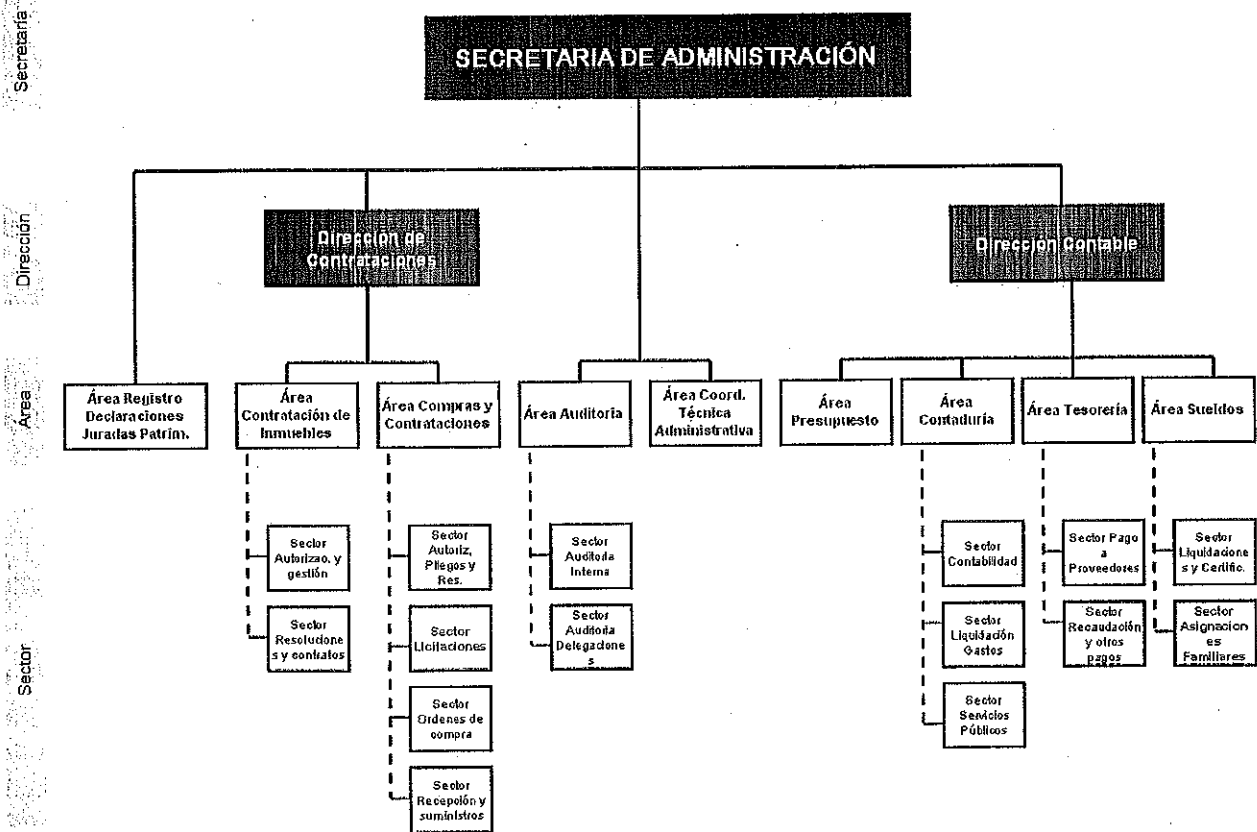 Secretaría
SECRETARIA DE ADMINISTRACIÓN
Dirección
Dirección de
Contrataciones
Dirección Contable
Área
Área Registro
Declaraciones
Juradas Patrim.
Área
Contratación de
Inmuebles
Área Compras y
Contrataciones
Área Auditoria
Área Coord.
Técnica
Administrativa
Área
Presupuesto
Área
Contaduría
Área Tesorería
Área Sueldos
Sector
Sector
Autorizac. y
gestión
Sector
Resolucione
s y contratos
Sector
Autoriz,
Pliegos y
Res.
Sector
Licitaciones
Sector
Ordenes de
compra
Sector
Recepción y
suministros
Sector
Auditoria
Interna
Sector
Auditoria
Delegacione
s
Sector
Contabilidad
Sector
Liquidación
Gastos
Sector
Servicios
Públicos
Sector Pago
a
Proveedores
Sector
Recaudación
y otros
pagos
Sector
Liquidacione
s y Certific.
Sector
Asignacion
es
Familiares